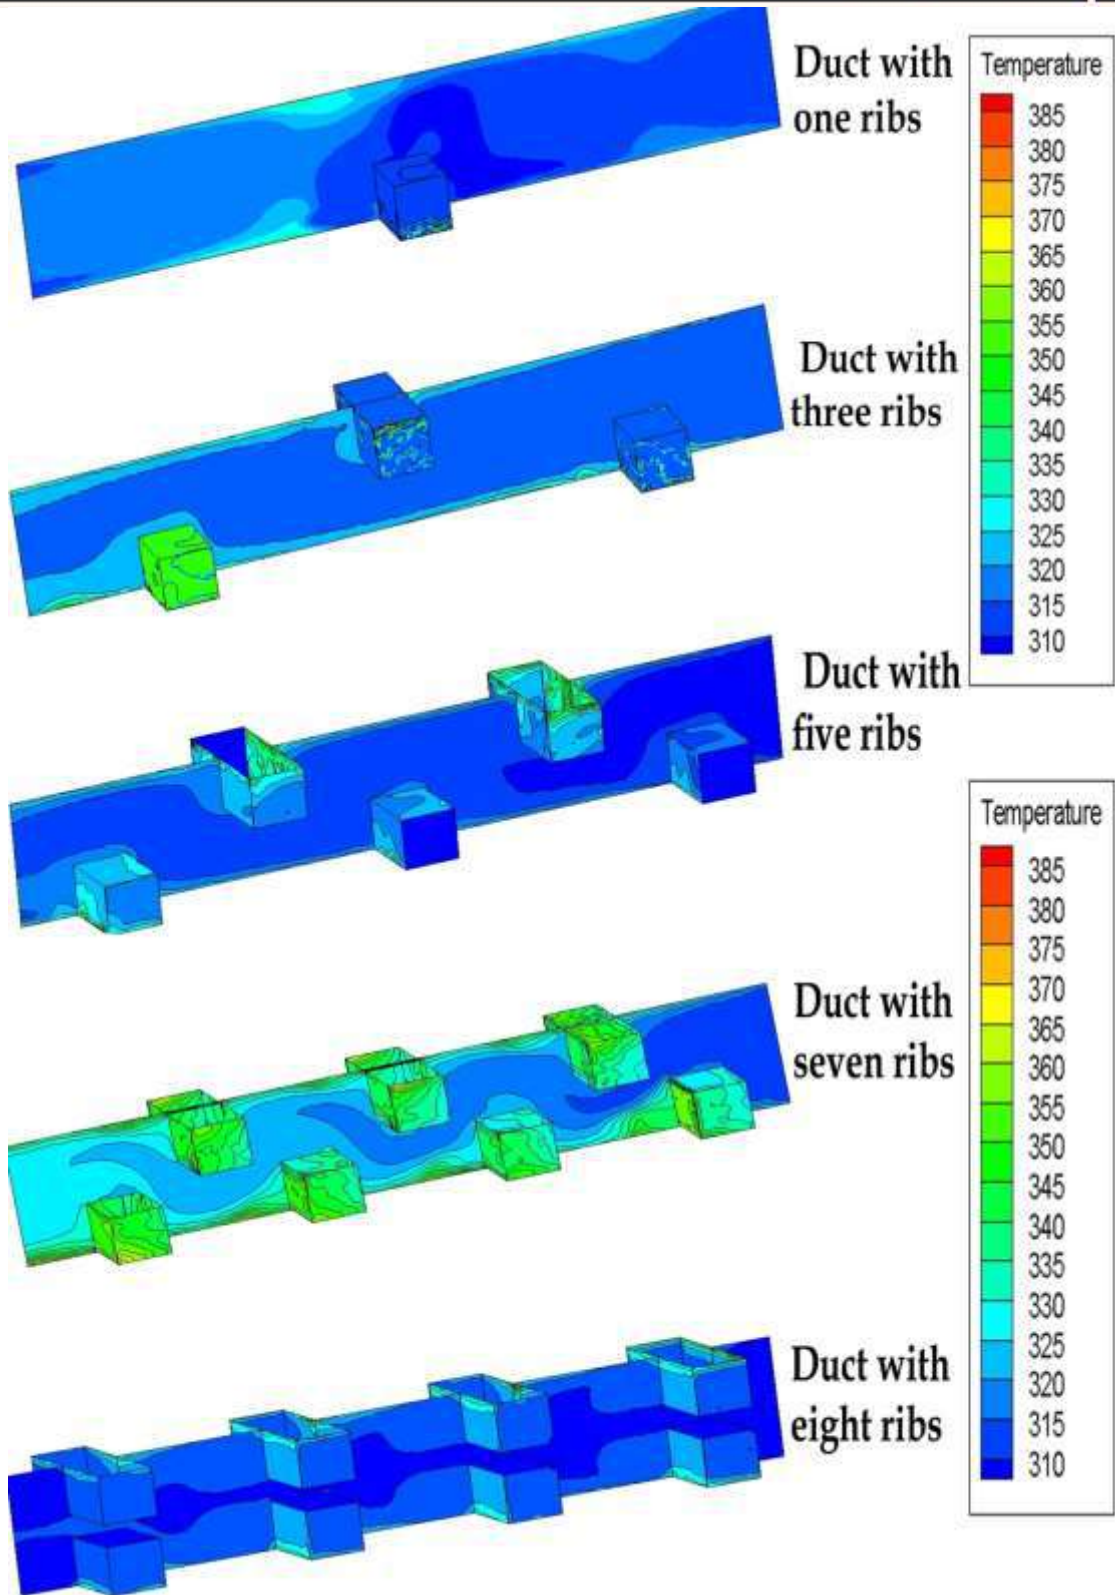 Duct with
one ribs
Temperature
385
380
375
370
365
360
355
350
345
340
335
330
325
320
315
310
Duct with
three ribs
Duct with
five ribs
Temperature
385
380
375
370
365
360
355
350
345
340
335
330
325
320
315
310
Duct with
seven ribs
Duct with
eight ribs